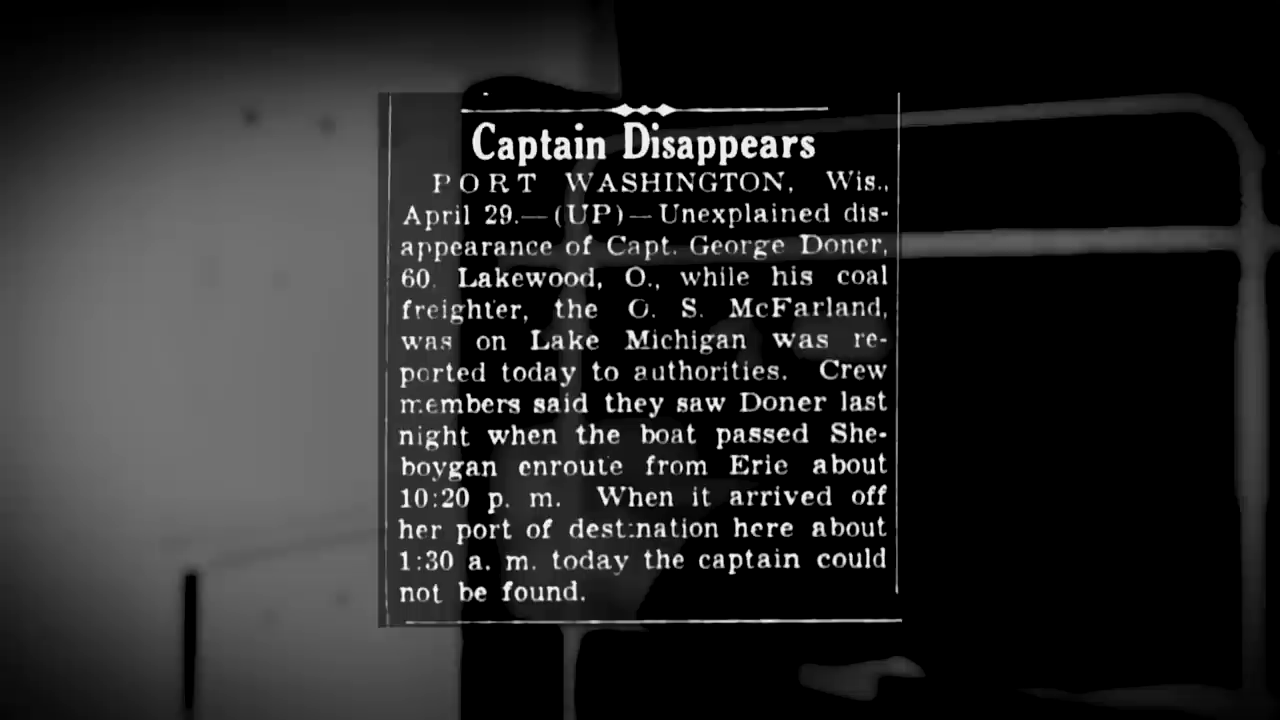 Captain Disappears
PORT WASHINGTON, Wis.,
April 29.—(UP)—Unexplained dis-
appearance of Capt. George Doner,
60. Lakewood, O., while his coal
freighter, the O. S. McFarland,
was on Lake Michigan was re-
ported today to authorities. Crew
members said they saw Doner last
night when the boat passed She-
boygan enroute from Erie about
10:20 p. m. When it arrived off
her port of destination here about
1:30 a. m. today the captain could
not be found.